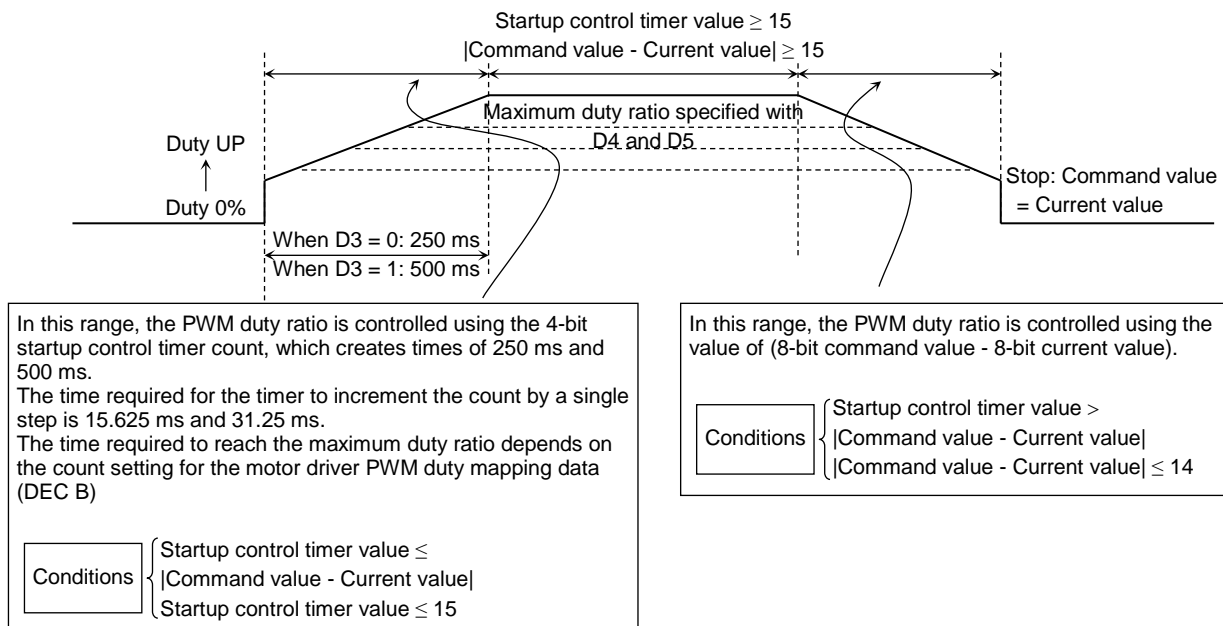 Startup control timer value ≥ 15
|Command value - Current value| ≥ 15
Maximum duty ratio specified with
D4 and D5
Duty UP
Duty 0%
Stop: Command value
= Current value
When D3 = 0: 250 ms
When D3 = 1: 500 ms
In this range, the PWM duty ratio is controlled using the 4-bit
startup control timer count, which creates times of 250 ms and
500 ms.
The time required for the timer to increment the count by a single
step is 15.625 ms and 31.25 ms.
The time required to reach the maximum duty ratio depends on
the count setting for the motor driver PWM duty mapping data
(DEC B)
Conditions
Startup control timer value ≤
|Command value - Current value|
Startup control timer value ≤ 15
In this range, the PWM duty ratio is controlled using the
value of (8-bit command value - 8-bit current value).
Conditions
Startup control timer value >
|Command value - Current value|
|Command value - Current value| ≤ 14